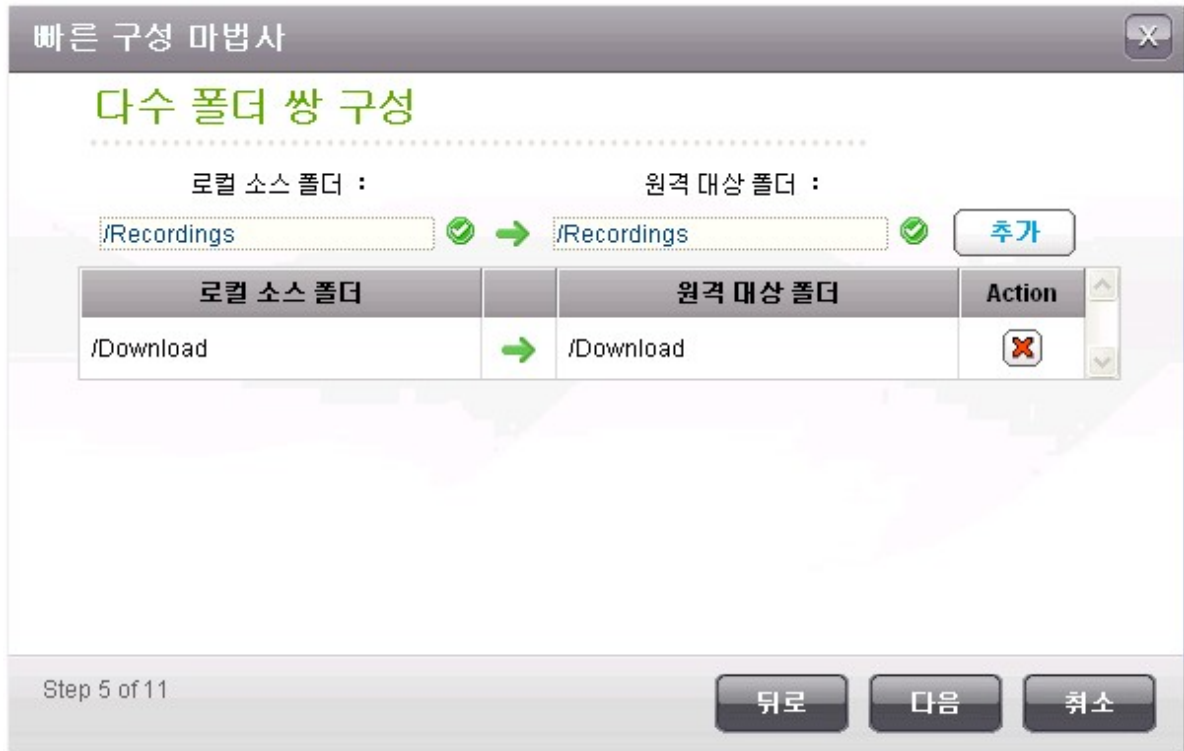 빠른 구성 마법사
X
다수 폴더 쌍 구성
로컬 소스 폴더 : 원격 대상 폴더 :
/Recordings /Recordings 추가
로컬 소스 폴더 원격 대상 폴더 Action
/Download /Download
Step 5 of 11 뒤로 다음 취소